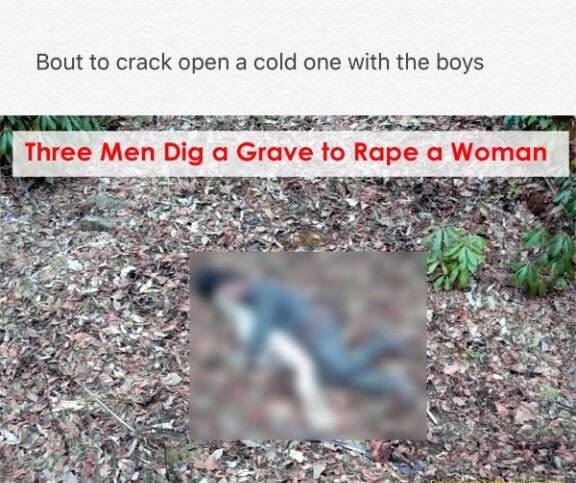 Bout to crack open a cold one with the boys
Three Men Dig a Grave to Rape a Woman